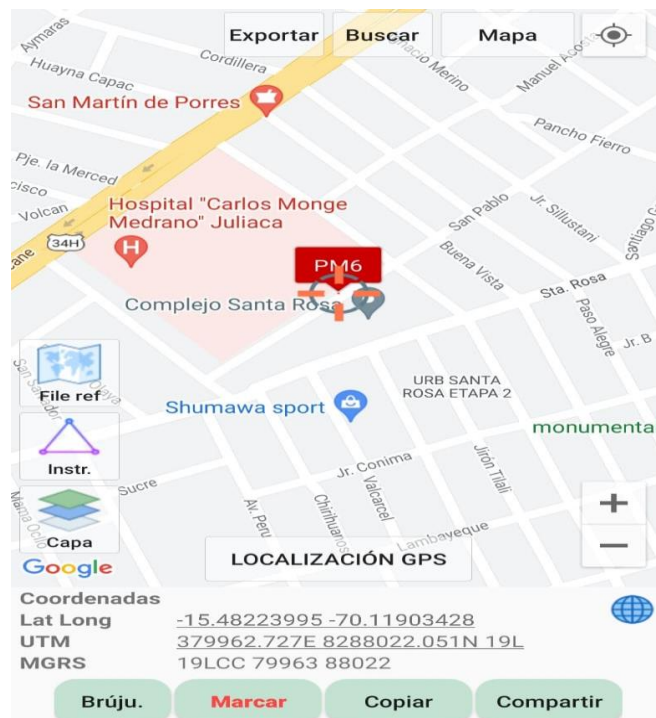 Aymaras
Exportar
Buscar
Mapa
Cordillera
Ignacio Merino
Manuel Acosta
Huayna Capac
San Martín de Porres
Pancho Fierro
Pje. la Merced
Volcan
Hospital "Carlos Monge
Medrano" Juliaca
San Pablo
Jr. Sillustani
34H
Buena Vista
PM6
Sta. Rosa
Complejo Santa Rosa
Paso Alegre
Jr. B
File ref
URB SANTA
ROSA ETAPA 2
Shumawa sport
monumenta
Instr.
Jr. Conima
Jirón Tilali
Sucre
Valcarcel
Av. Peru
Chirihuanos
Mama Ocllo
Capa
Lambayeque
+
Google
LOCALIZACIÓN GPS
—
Coordenadas
Lat Long -15.48223995 -70.11903428
UTM 379962.727E 8288022.051N 19L
MGRS 19LCC 79963 88022
Brúju.
Marcar
Copiar
Compartir